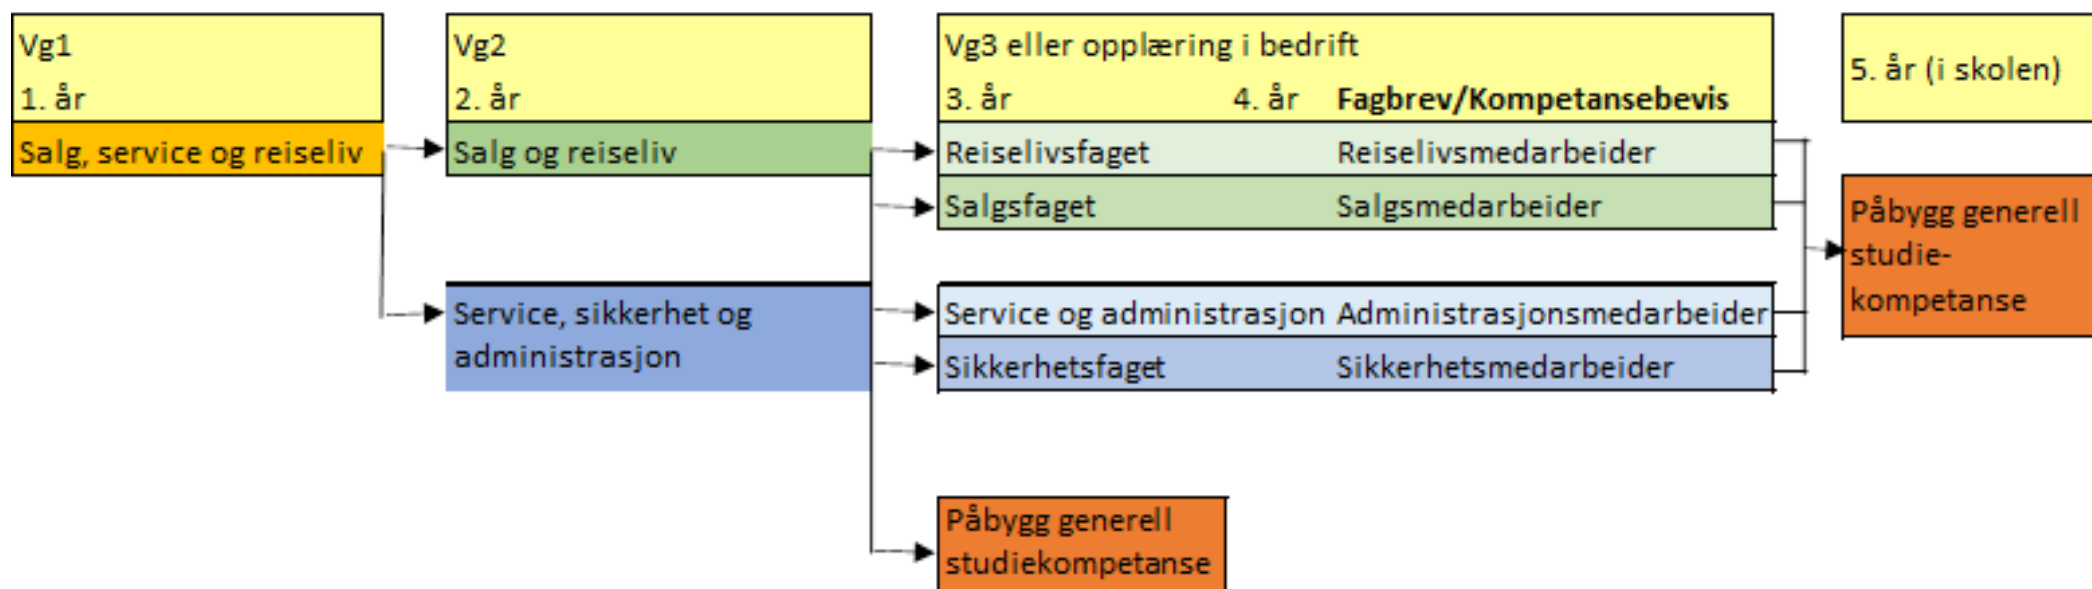 Vg1
1. år
Salg, service og reiseliv
Vg2
2. år
Salg og reiseliv
Service, sikkerhet og
administrasjon
Vg3 eller opplæring i bedrift
3. år 4. år Fagbrev/Kompetansebevis
Reiselivsfaget Reiselivsmedarbeider
Salgsfaget Salgsmedarbeider
Service og administrasjon Administrasjonsmedarbeider
Sikkerhetsfaget Sikkerhetsmedarbeider
Påbygg generell
studiekompetanse
5. år (i skolen)
Påbygg generell
studie-
kompetanse